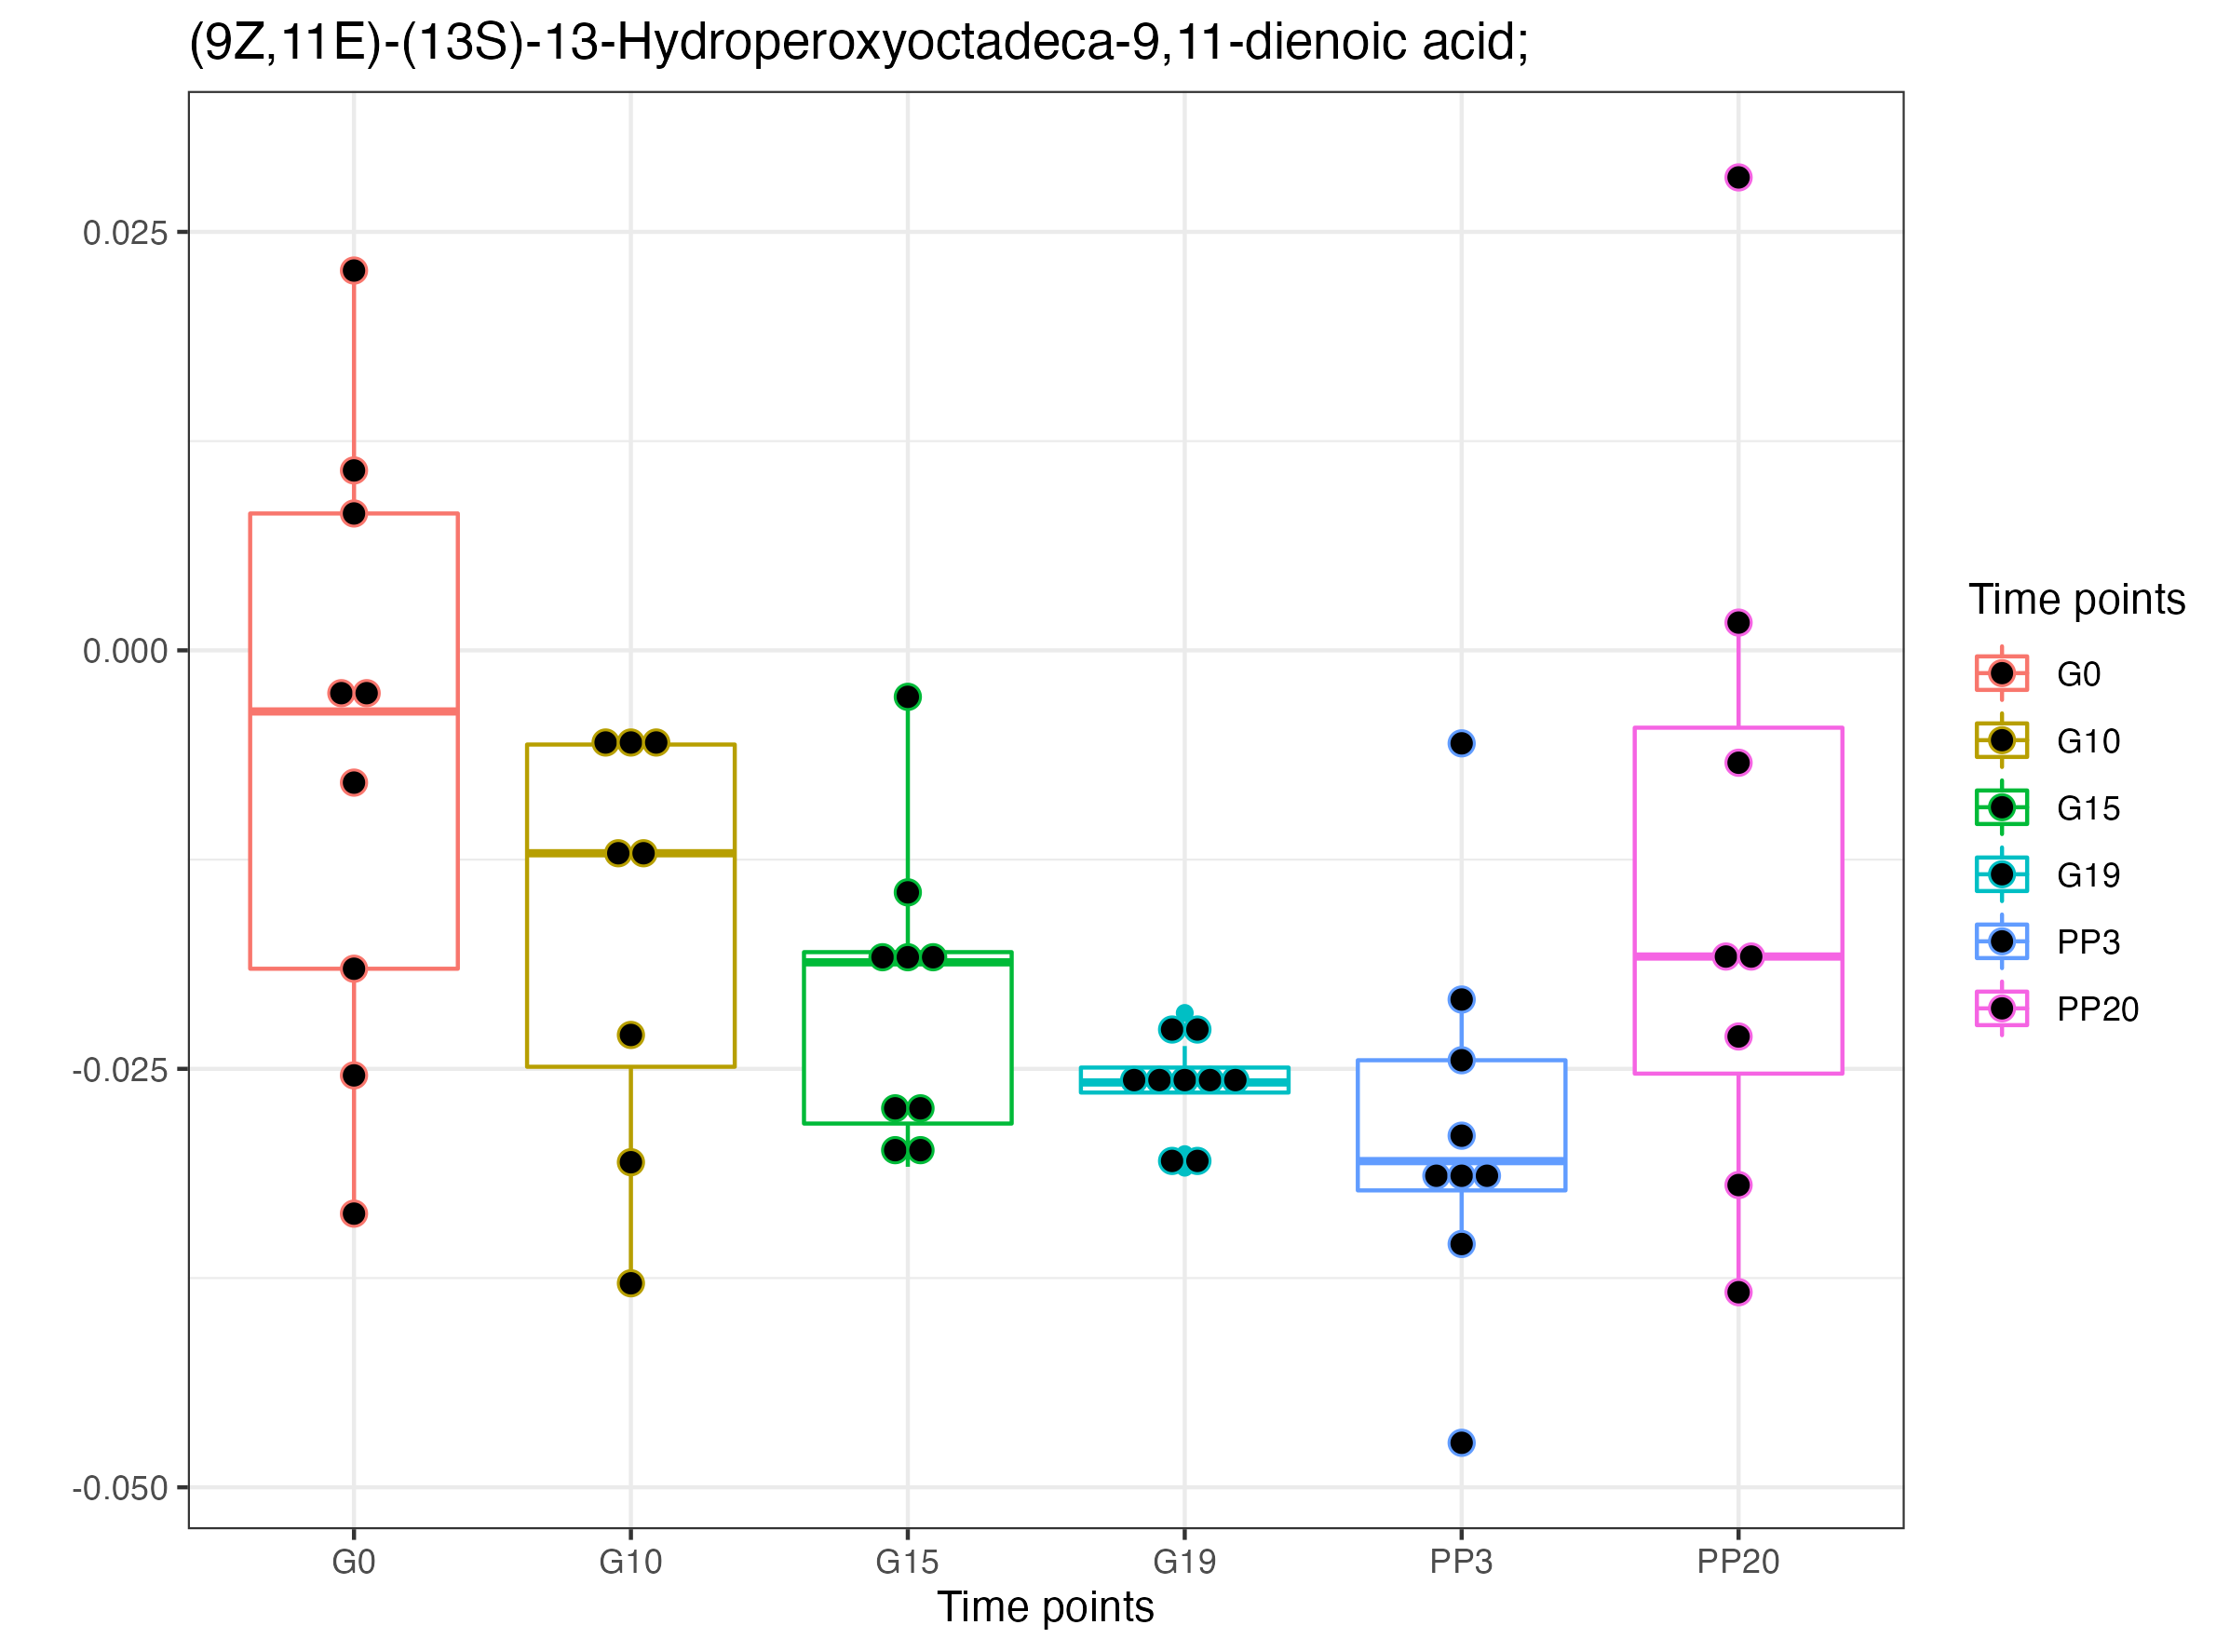 (9Z,11E)-(13S)-13-Hydroperoxyoctadeca-9,11-dienoic acid;
0.025
0.000
-0.025
-0.050
G0 G10 G15 G19 PP3 PP20
Time points
Time points
G0
G10
G15
G19
PP3
PP20